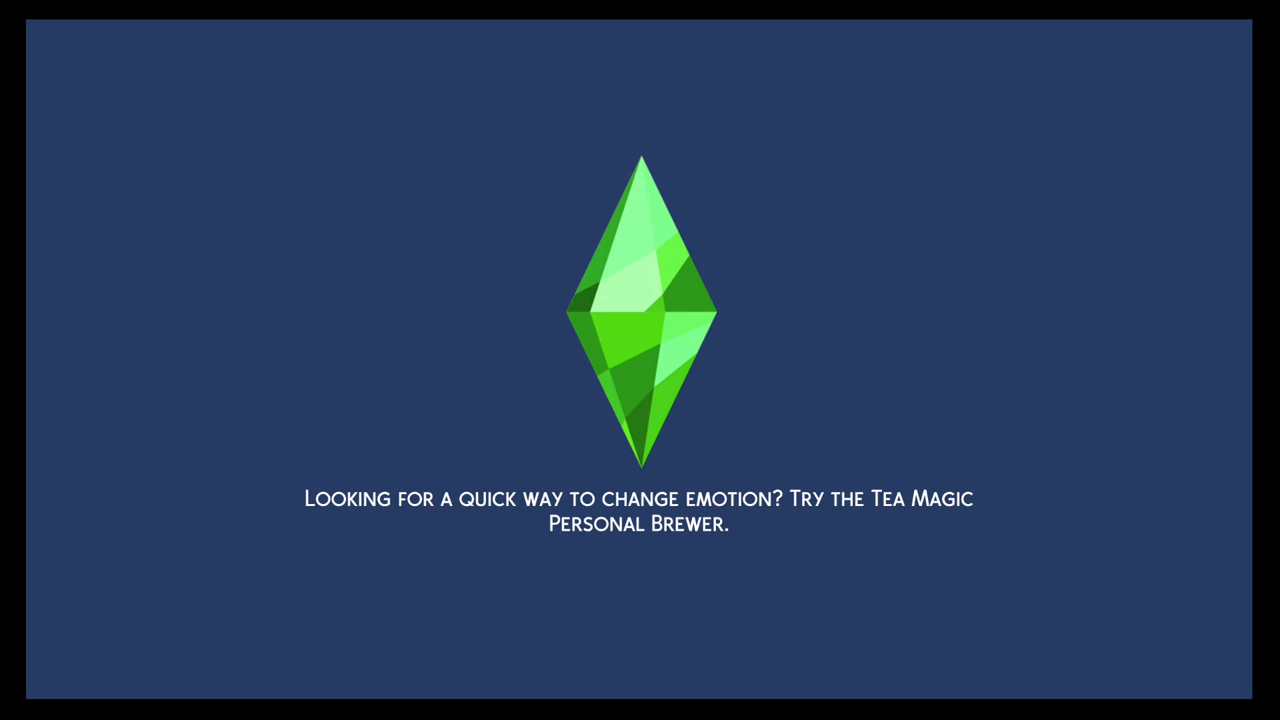 Looking for a quick way to change emotion? Try the Tea Magic
Personal Brewer.